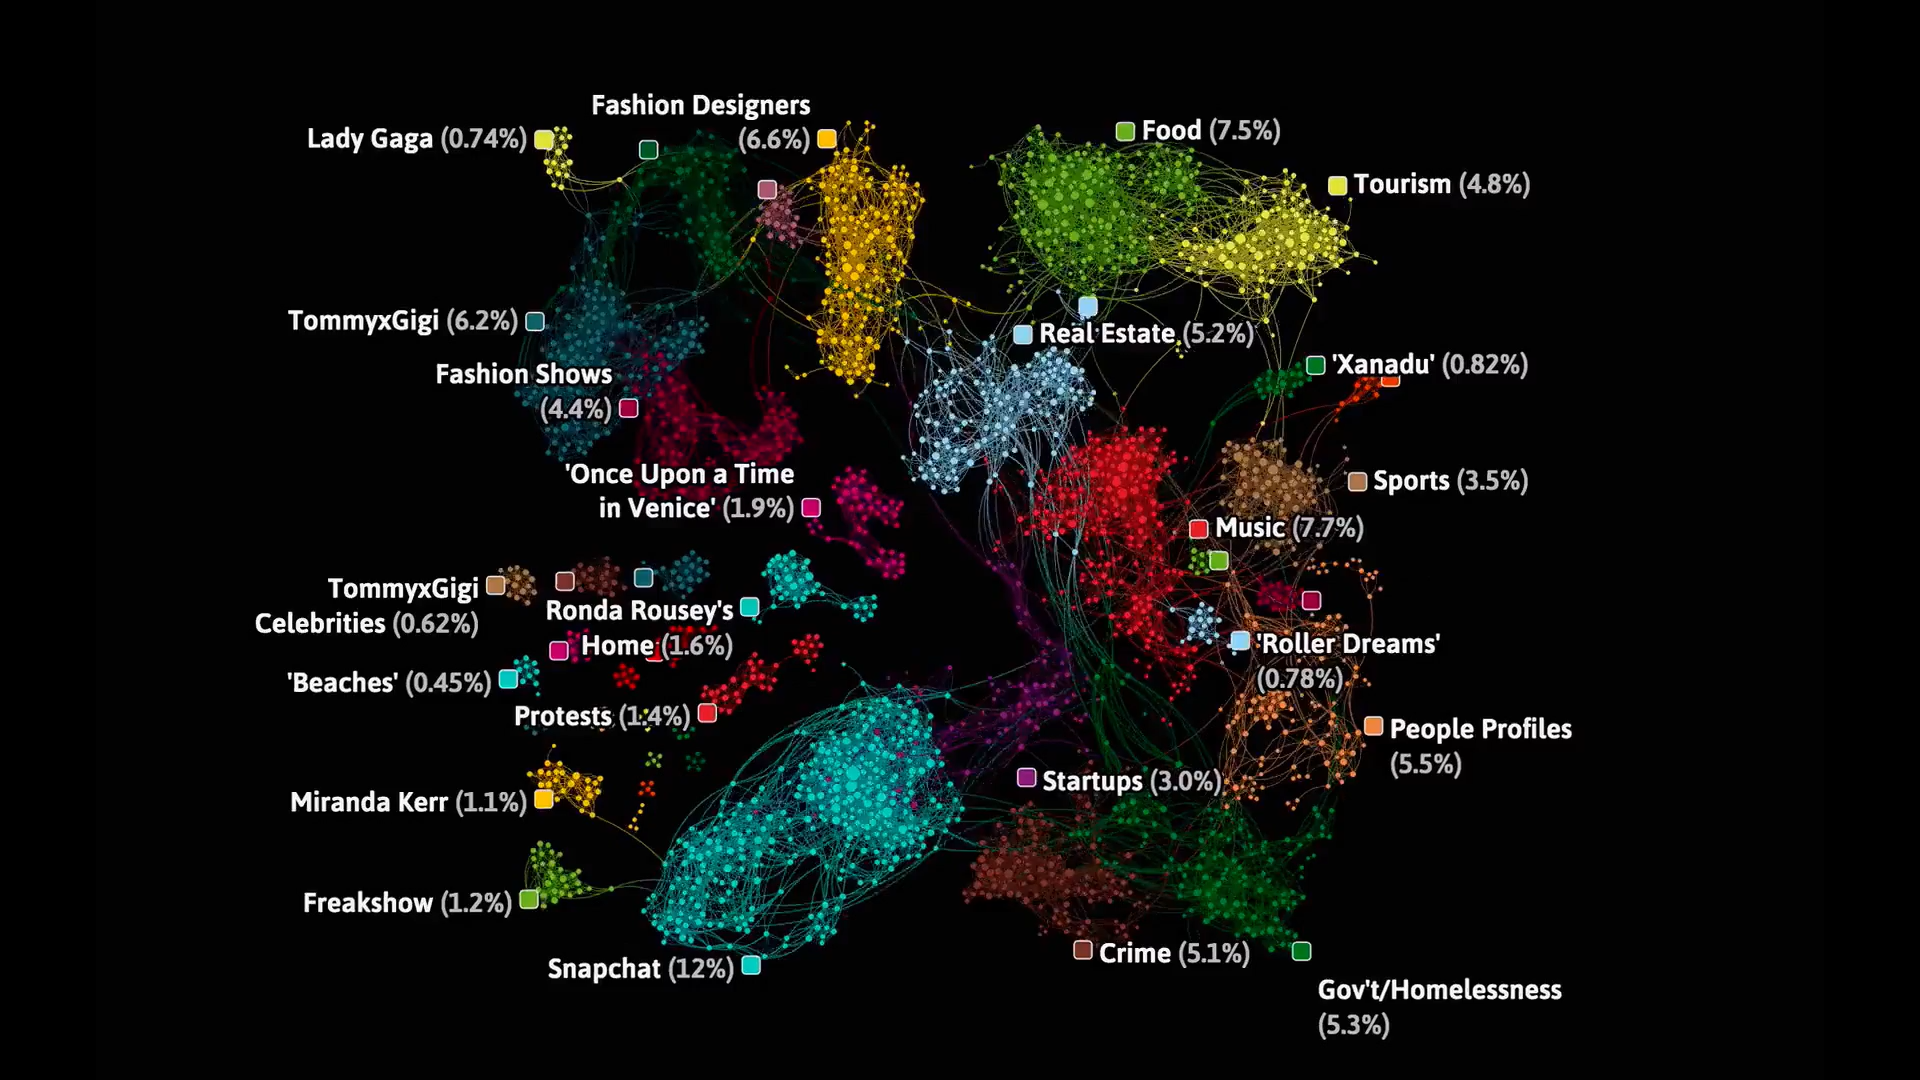 Fashion Designers
(6.6%)
Lady Gaga (0.74%)
Food (7.5%)
Tourism (4.8%)
TommyxGigi (6.2%)
Real Estate (5.2%)
Fashion Shows
(4.4%)
'Xanadu' (0.82%)
'Once Upon a Time
in Venice' (1.9%)
Sports (3.5%)
Music (7.7%)
TommyxGigi
Celebrities (0.62%)
Ronda Rousey's
Home (1.6%)
'Roller Dreams'
(0.78%)
'Beaches' (0.45%)
Protests (1.4%)
People Profiles
(5.5%)
Startups (3.0%)
Miranda Kerr (1.1%)
Freakshow (1.2%)
Crime (5.1%)
Snapchat (12%)
Gov't/Homelessness
(5.3%)